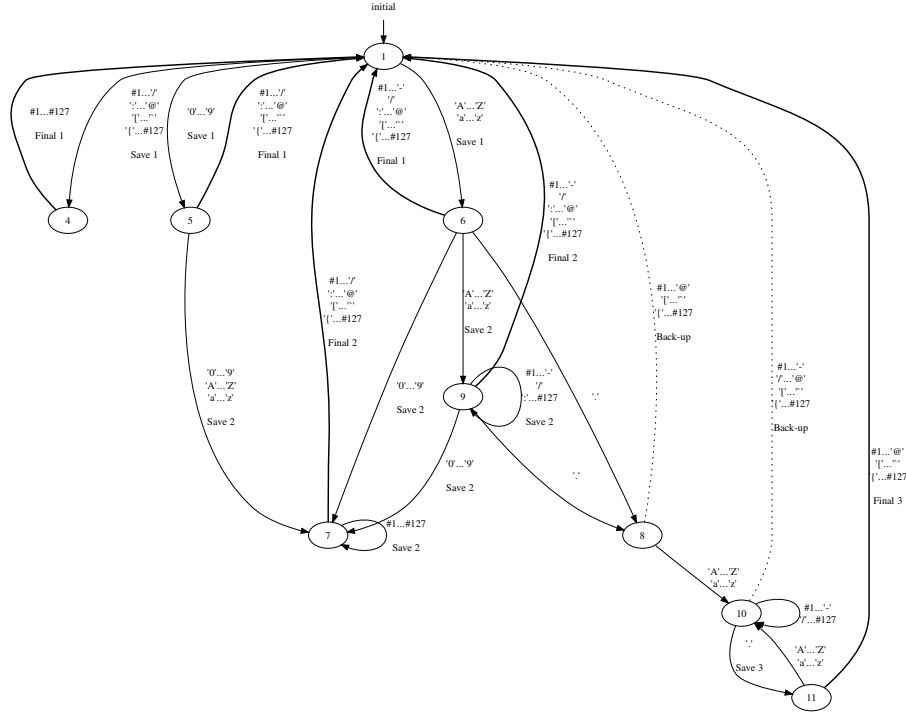 initial
1
#1...#127
Final 1
#1...'/'
':'...'@'
'['...'`'
'{'...#127
Save 1
'0'...'9'
Save 1
#1...'/'
':'...'@'
'['...'`'
'{'...#127
Final 1
#1...'-'
'/'
':'...'@'
'['...'`'
'{'...#127
Final 1
'A'...'Z'
'a'...'z'
Save 1
4
5
6
#1...'-'
'/'
':'...'@'
'['...'`'
'{'...#127
Final 2
#1...'/'
':'...'@'
'['...'`'
'{'...#127
Final 2
'A'...'Z'
'a'...'z'
Save 2
#1...'@'
'['...'`'
'{'...#127
Back-up
'0'...'9'
'A'...'Z'
'a'...'z'
Save 2
'0'...'9'
Save 2
9
#1...'-'
'/'
':'...#127
Save 2
'.'
#1...'-'
'/'...'@'
'['...'`'
'{'...#127
Back-up
'0'...'9'
Save 2
'.'
#1...'@'
'['...'`'
'{'...#127
Final 3
7
#1...#127
Save 2
8
'A'...'Z'
'a'...'z'
10
#1...'-'
'/'...#127
'.'
Save 3
'A'...'Z'
'a'...'z'
11